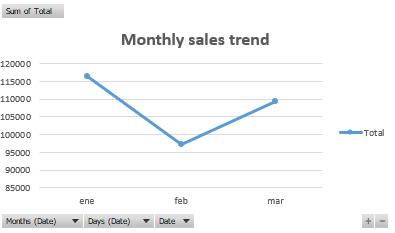 Sum of Total
Monthly sales trend
120000
115000
110000
105000
100000
95000
90000
85000
ene feb mar
Total
Months (Date) Days (Date) Date
+ −